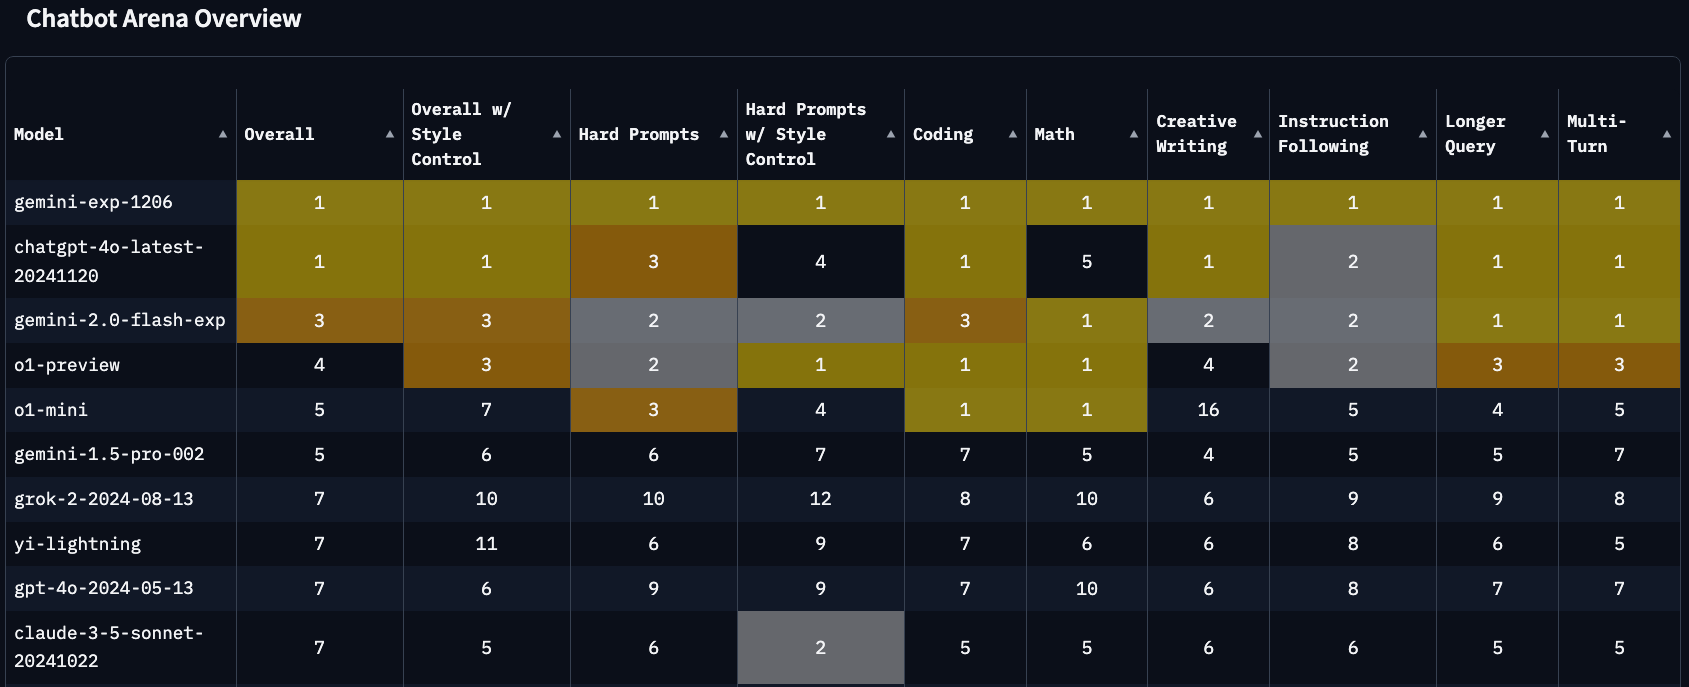 Chatbot Arena Overview
Model Overall Overall w/ Style Control Hard Prompts Hard Prompts w/ Style Control Coding Math Creative Writing Instruction Following Longer Query Multi-Turn
gemini-exp-1206 1 1 1 1 1 1 1 1 1 1
chatgpt-4o-latest-20241120 1 1 3 4 1 5 1 2 1 1
gemini-2.0-flash-exp 3 3 2 2 3 1 2 2 1 1
o1-preview 4 3 2 1 1 1 4 2 3 3
o1-mini 5 7 3 4 1 1 16 5 4 5
gemini-1.5-pro-002 5 6 6 7 7 5 4 5 5 7
grok-2-2024-08-13 7 10 10 12 8 10 6 9 9 8
yi-lightning 7 11 6 9 7 6 6 8 6 5
gpt-4o-2024-05-13 7 6 9 9 7 10 6 8 7 7
claude-3-5-sonnet-20241022 7 5 6 2 5 5 6 6 5 5